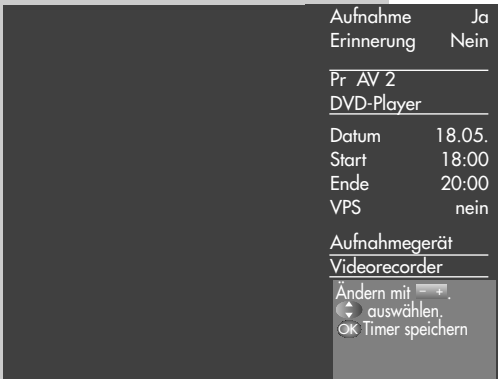 Aufnahme Ja
Erinnerung Nein
Pr AV 2
DVD-Player
Datum 18.05.
Start 18:00
Ende 20:00
VPS nein
Aufnahmegerät
Videorecorder
Ändern mit - +.
auswählen.
OK Timer speichern